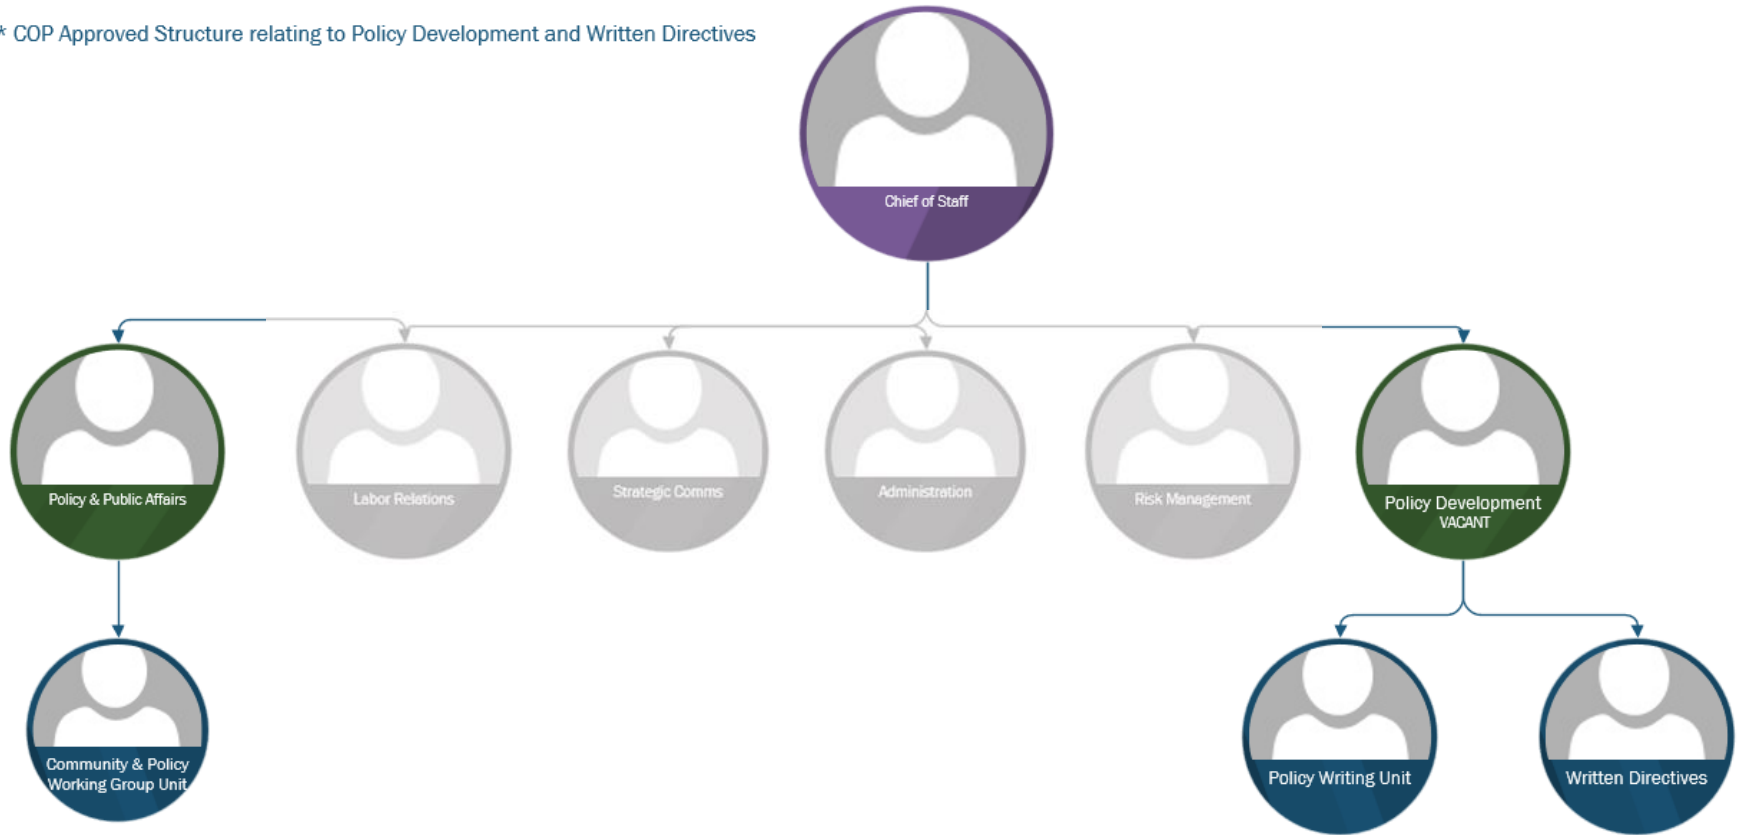 * COP Approved Structure relating to Policy Development and Written Directives
Chief of Staff
Policy & Public Affairs
Labor Relations
Strategic Comms
Administration
Risk Management
Policy Development
VACANT
Community & Policy
Working Group Unit
Policy Writing Unit
Written Directives